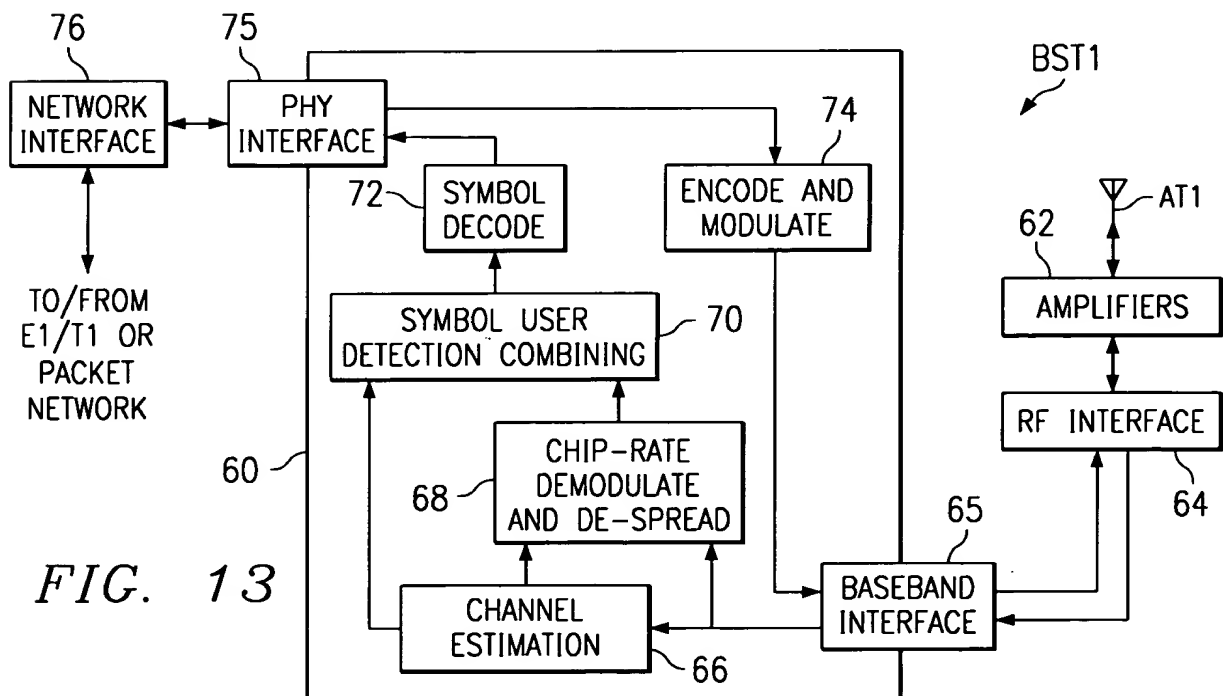 76
75
BST1
NETWORK
INTERFACE
PHY
INTERFACE
74
72
SYMBOL
DECODE
ENCODE AND
MODULATE
AT1
62
AMPLIFIERS
TO/FROM
E1/T1 OR
PACKET
NETWORK
SYMBOL USER
DETECTION COMBINING
70
RF INTERFACE
60
68
CHIP-RATE
DEMODULATE
AND DE-SPREAD
64
65
FIG. 13
CHANNEL
ESTIMATION
BASEBAND
INTERFACE
66